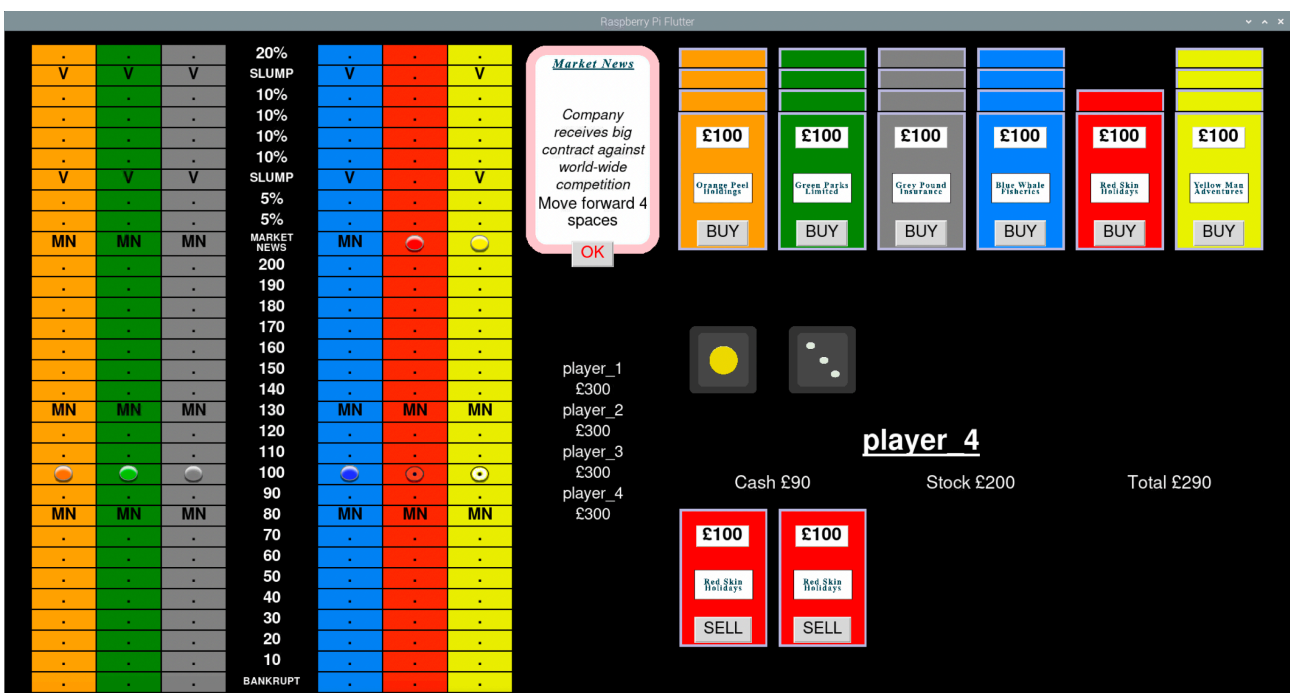 Raspberry Pi Flutter
. . . 20% . . .
V V V SLUMP V . V
. . . 10% . . .
. . . 10% . . .
. . . 10% . . .
. . . 10% . . .
V V V SLUMP V . V
. . . 5% . . .
. . . 5% . . .
MN MN MN MARKET NEWS MN
. . . 200 . . .
. . . 190 . . .
. . . 180 . . .
. . . 170 . . .
. . . 160 . . .
. . . 150 . . .
. . . 140 . . .
MN MN MN 130 MN MN MN
. . . 120 . . .
. . . 110 . . .
100
. . . 90 . . .
MN MN MN 80 MN MN MN
. . . 70 . . .
. . . 60 . . .
. . . 50 . . .
. . . 40 . . .
. . . 30 . . .
. . . 20 . . .
. . . 10 . . .
. . . BANKRUPT . . .
Market News
Company
receives big
contract against
world-wide
competition
Move forward 4
spaces
OK
£100 £100 £100 £100 £100 £100
Orange Peel
Holdings
Green Parks
Limited
Grey Pound
Insurance
Blue Whale
Fisheries
Red Skin
Holidays
Yellow Man
Adventures
BUY BUY BUY BUY BUY BUY
player_1
£300
player_2
£300
player_3
£300
player_4
£300
player_4
Cash £90 Stock £200 Total £290
£100 £100
Red Skin
Holidays
Red Skin
Holidays
SELL SELL